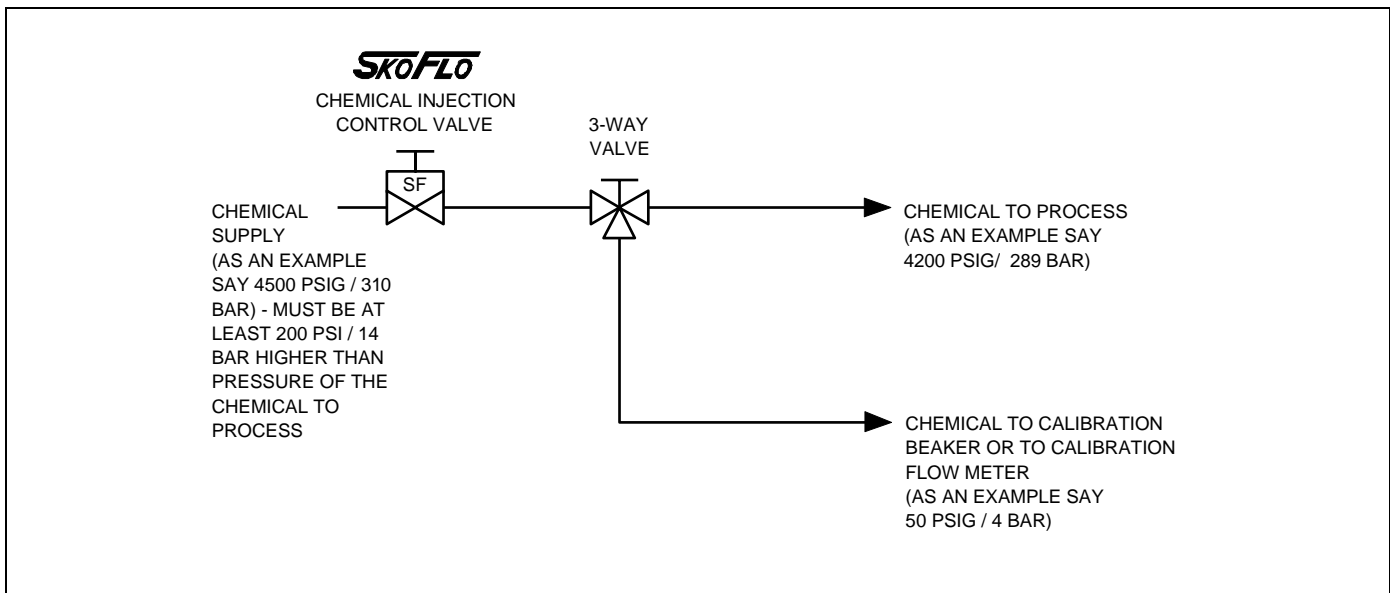 SKOFLO
CHEMICAL INJECTION
CONTROL VALVE
3-WAY
VALVE
SF
CHEMICAL
SUPPLY
(AS AN EXAMPLE
SAY 4500 PSIG / 310
BAR) - MUST BE AT
LEAST 200 PSI / 14
BAR HIGHER THAN
PRESSURE OF THE
CHEMICAL TO
PROCESS
CHEMICAL TO PROCESS
(AS AN EXAMPLE SAY
4200 PSIG/  289 BAR)
CHEMICAL TO CALIBRATION
BEAKER OR TO CALIBRATION
FLOW METER
(AS AN EXAMPLE SAY
50 PSIG / 4 BAR)